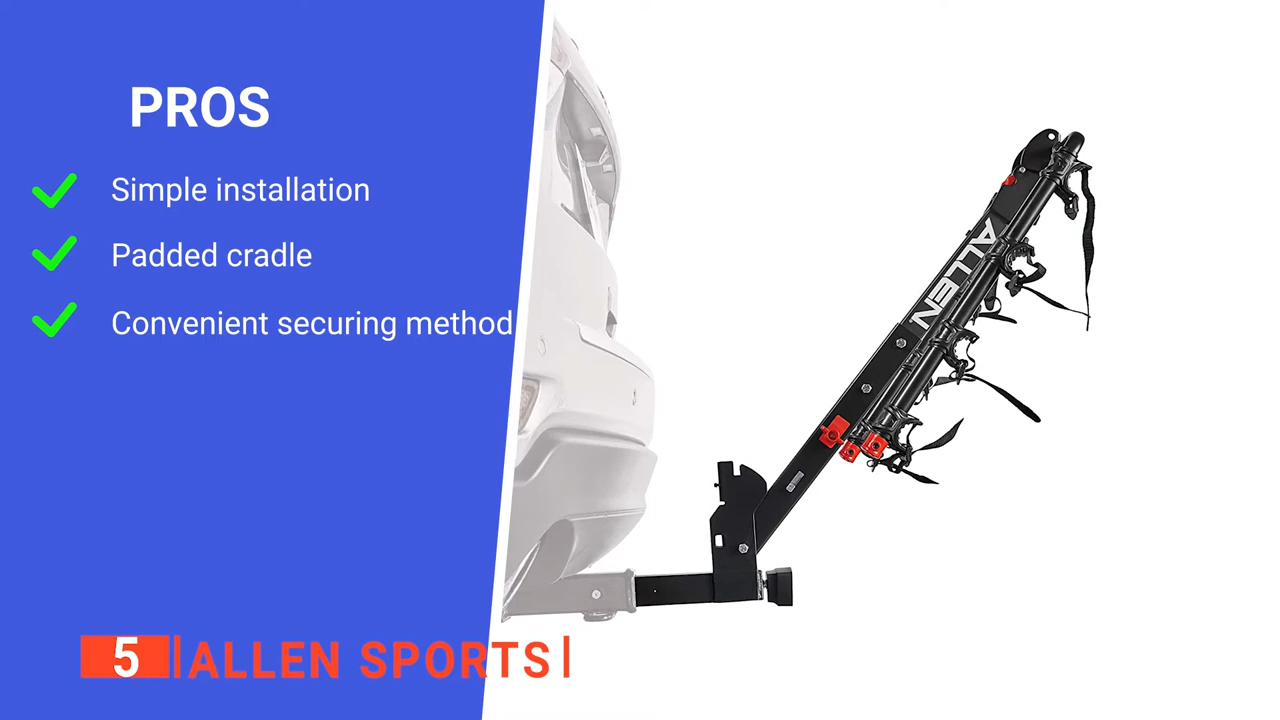 PROS
Simple installation
Padded cradle
Convenient securing method
ALLEN
5 ALLEN SPORTS